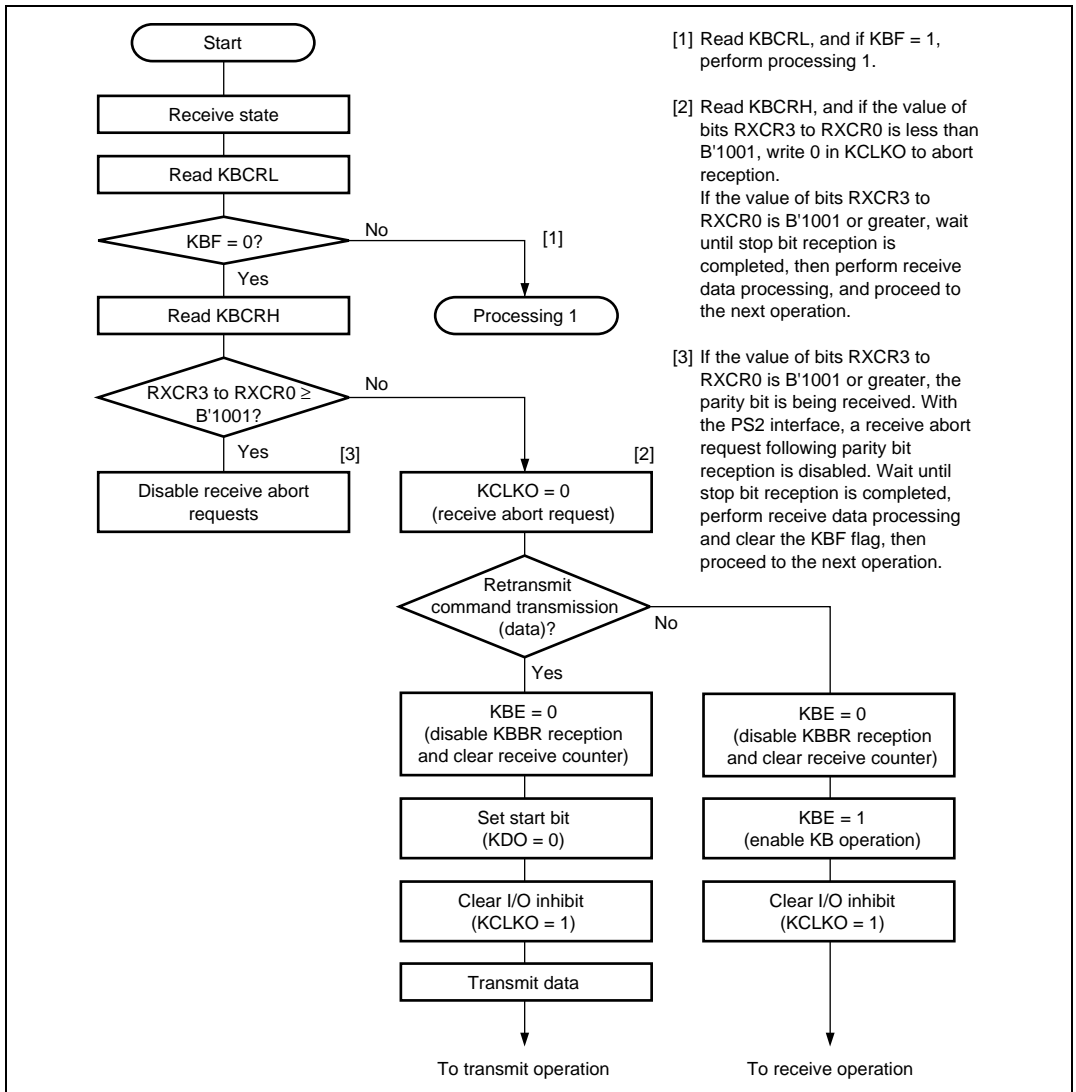 Start
Receive state
Read KBCRL
KBF = 0?
No
[1]
Yes
Processing 1
Read KBCRH
RXCR3 to RXCR0 ≥
B'1001?
No
Yes
[3]
[2]
Disable receive abort
requests
KCLKO = 0
(receive abort request)
Retransmit
command transmission
(data)?
No
Yes
KBE = 0
(disable KBBR reception
and clear receive counter)
KBE = 0
(disable KBBR reception
and clear receive counter)
Set start bit
(KDO = 0)
KBE = 1
(enable KB operation)
Clear I/O inhibit
(KCLKO = 1)
Clear I/O inhibit
(KCLKO = 1)
Transmit data
To transmit operation
To receive operation
[1] Read KBCRL, and if KBF = 1,
perform processing 1.
[2] Read KBCRH, and if the value of
bits RXCR3 to RXCR0 is less than
B'1001, write 0 in KCLKO to abort
reception.
If the value of bits RXCR3 to
RXCR0 is B'1001 or greater, wait
until stop bit reception is
completed, then perform receive
data processing, and proceed to
the next operation.
[3] If the value of bits RXCR3 to
RXCR0 is B'1001 or greater, the
parity bit is being received. With
the PS2 interface, a receive abort
request following parity bit
reception is disabled. Wait until
stop bit reception is completed,
perform receive data processing
and clear the KBF flag, then
proceed to the next operation.